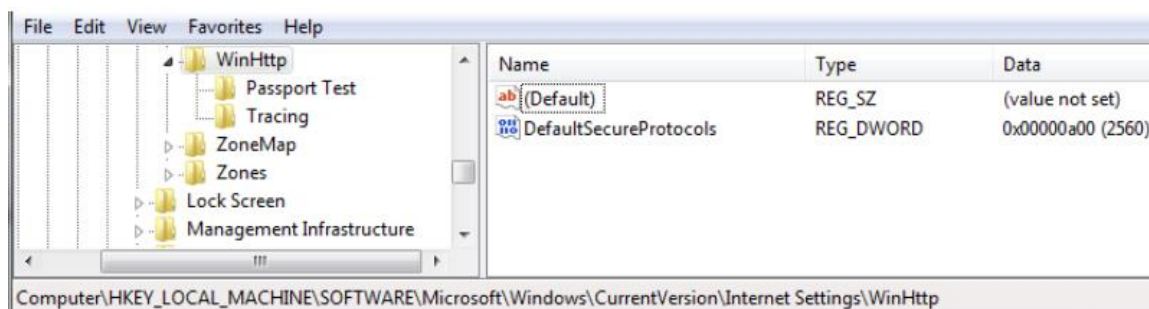 File Edit View Favorites Help
WinHttp
Passport Test
Tracing
ZoneMap
Zones
Lock Screen
Management Infrastructure
Name Type Data
ab (Default) REG_SZ (value not set)
DefaultSecureProtocols REG_DWORD 0x00000a00 (2560)
Computer\HKEY_LOCAL_MACHINE\SOFTWARE\Microsoft\Windows\CurrentVersion\Internet Settings\WinHttp